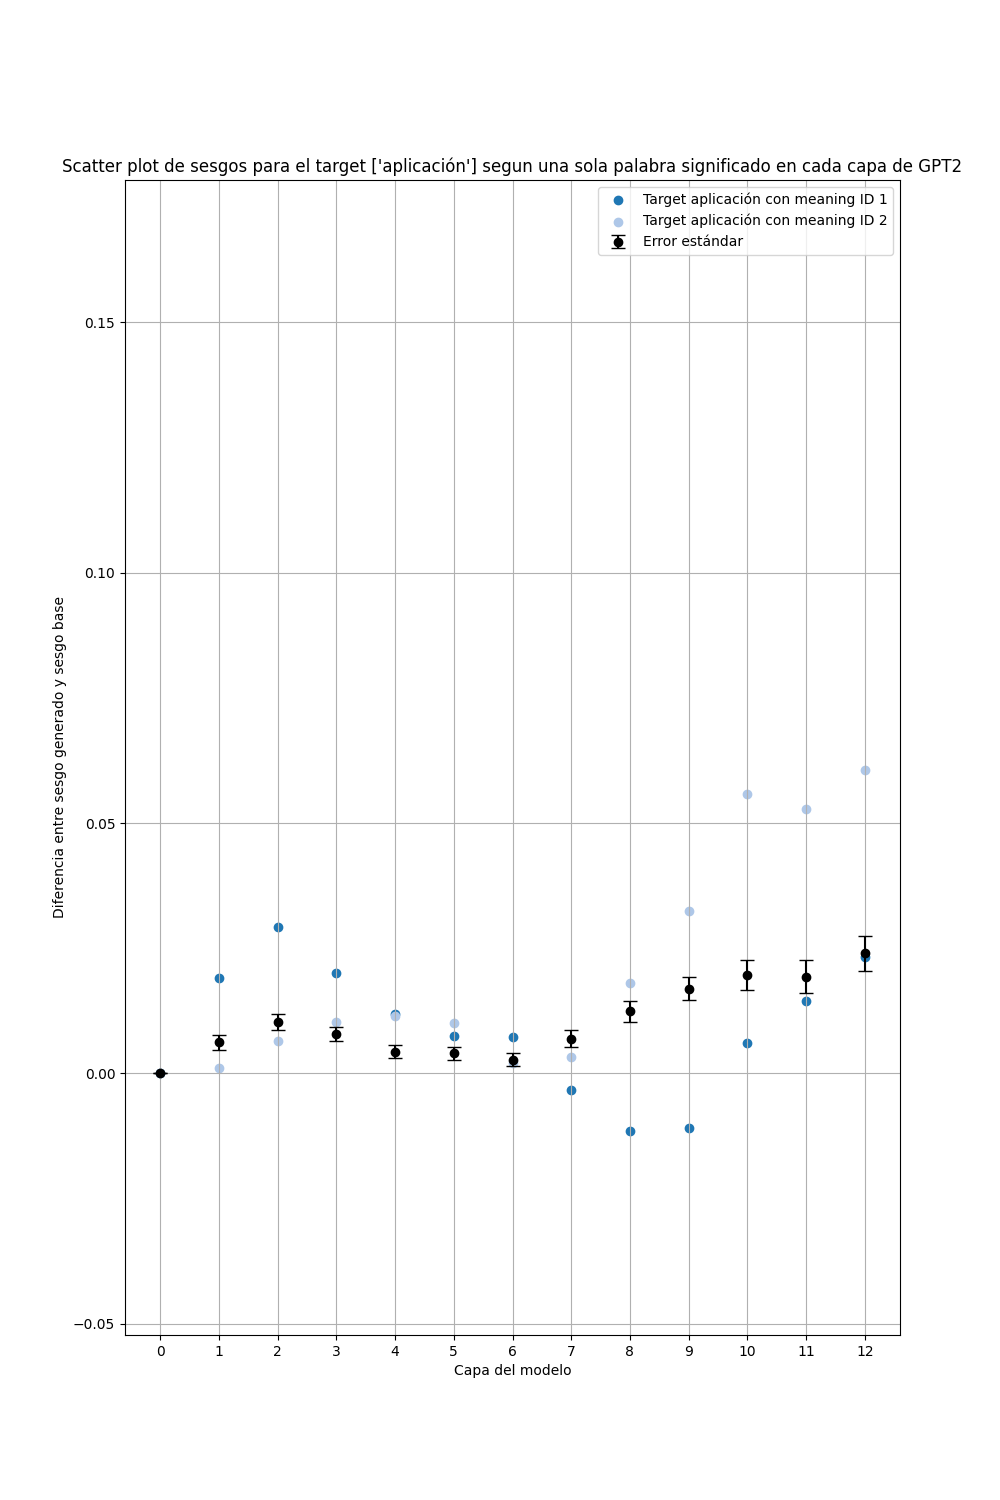 Scatter plot de sesgos para el target ['aplicación'] segun una sola palabra significado en cada capa de GPT2
Target aplicación con meaning ID 1
Target aplicación con meaning ID 2
Error estándar
Diferencia entre sesgo generado y sesgo base
0.15
0.10
0.05
0.00
−0.05
0 1 2 3 4 5 6 7 8 9 10 11 12
Capa del modelo